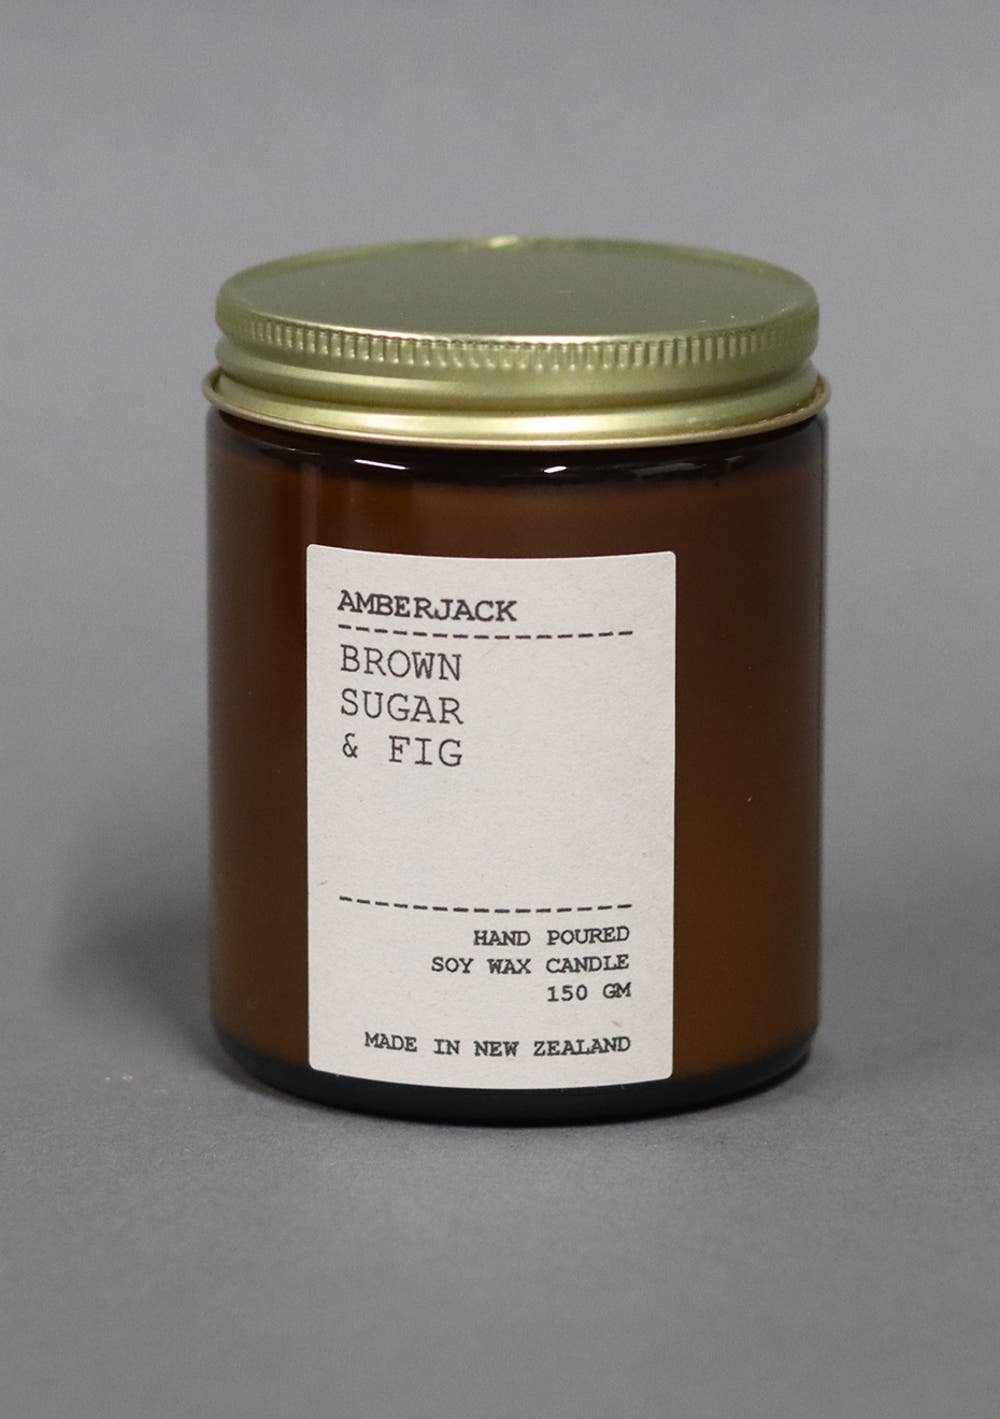 AMBERJACK
BROWN
SUGAR
& FIG
HAND POURED
SOY WAX CANDLE
150 GM
MADE IN NEW ZEALAND